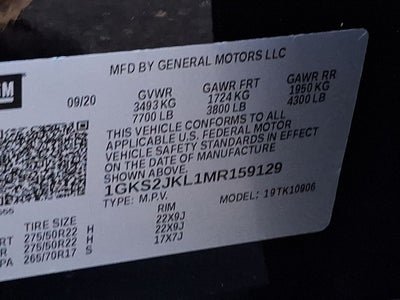 GM
MFD BY GENERAL MOTORS LLC
09/20 GVWR GAWR FRT GAWR RR
3493 KG 1724 KG 1950 KG
7700 LB 3800 LB 4300 LB
THIS VEHICLE CONFORMS TO ALL
APPLICABLE U.S. FEDERAL MOTOR
VEHICLE SAFETY STANDARDS IN EFFECT
ON THE DATE OF MANUFACTURE
SHOWN ABOVE.
1GKS2JKL1MR159129
TYPE: M.P.V. MODEL: 19TK10906
TIRE SIZE RIM
RT 275/50R22 H 22X9J
275/50R22 H 22X9J
PA 265/70R17 S 17X7J